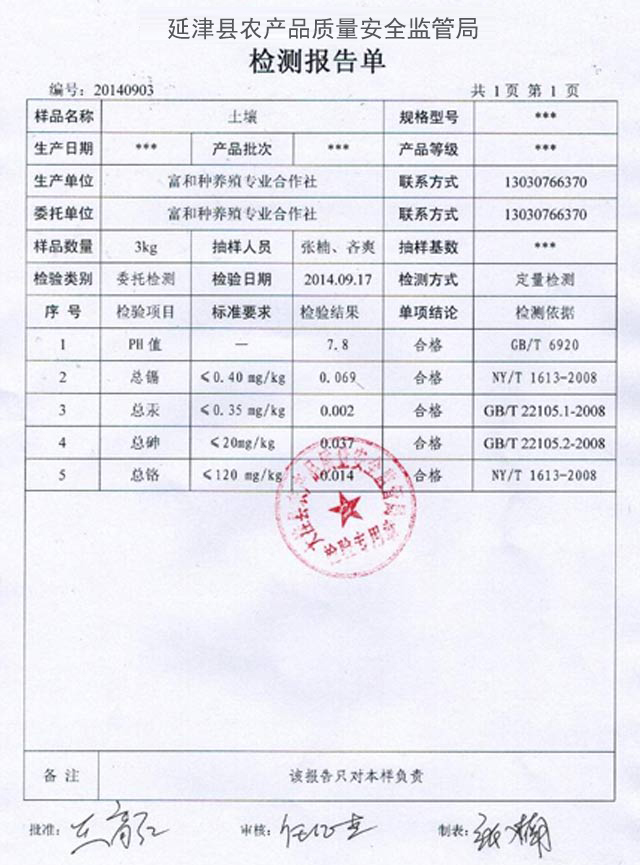 延津县农产品质量安全监管局
检测报告单
编号：20140903 共 1 页 第 1 页
样品名称 土壤 规格型号 ***
生产日期 *** 产品批次 *** 产品等级 ***
生产单位 富和种养殖专业合作社 联系方式 13030766370
委托单位 富和种养殖专业合作社 联系方式 13030766370
样品数量 3kg 抽样人员 张楠、吝爽 抽样基数 ***
检验类别 委托检测 检验日期 2014.09.17 检测方式 定量检测
序 号 检验项目 标准要求 检验结果 单项结论 检测依据
1 PH 值 — 7.8 合格 GB/T 6920
2 总镉 ≤0.40 mg/kg 0.069 合格 NY/T 1613-2008
3 总汞 ≤0.35 mg/kg 0.002 合格 GB/T 22105.1-2008
4 总砷 ≤20mg/kg 0.037 合格 GB/T 22105.2-2008
5 总铬 ≤120 mg/kg 0.014 合格 NY/T 1613-2008
备 注 该报告只对本样负责
批准： 审核： 制表：